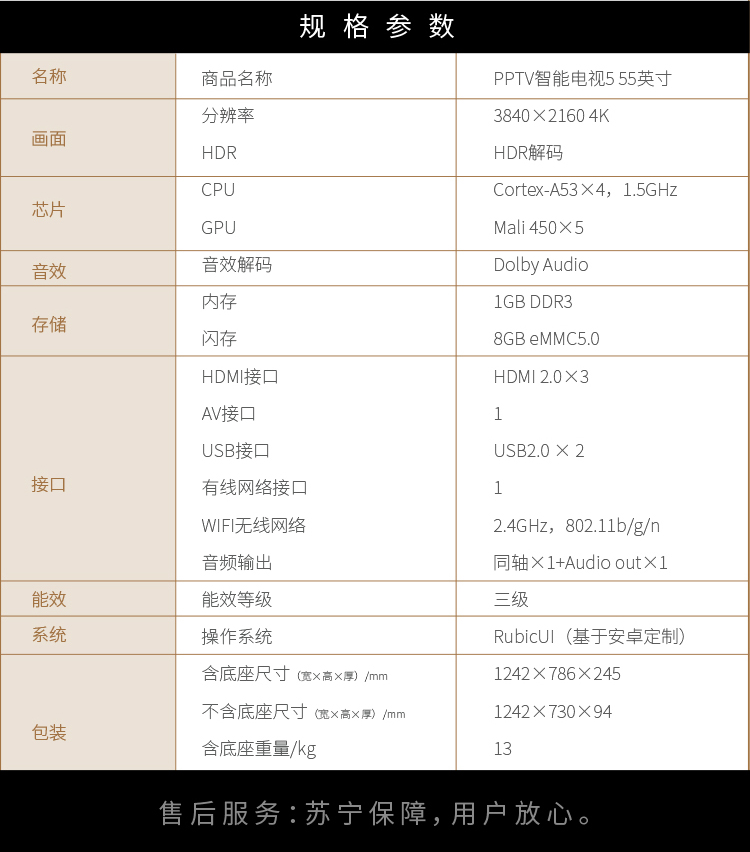 规格参数
名称 商品名称 PPTV智能电视5 55英寸
画面 分辨率 3840×2160 4K
HDR HDR解码
芯片 CPU Cortex-A53×4，1.5GHz
GPU Mali 450×5
音效 音效解码 Dolby Audio
存储 内存 1GB DDR3
闪存 8GB eMMC5.0
接口 HDMI接口 HDMI 2.0×3
AV接口 1
USB接口 USB2.0 × 2
有线网络接口 1
WIFI无线网络 2.4GHz，802.11b/g/n
音频输出 同轴×1+Audio out×1
能效 能效等级 三级
系统 操作系统 RubicUI（基于安卓定制）
包装 含底座尺寸（宽×高×厚）/mm 1242×786×245
不含底座尺寸（宽×高×厚）/mm 1242×730×94
含底座重量/kg 13
售后服务：苏宁保障，用户放心。